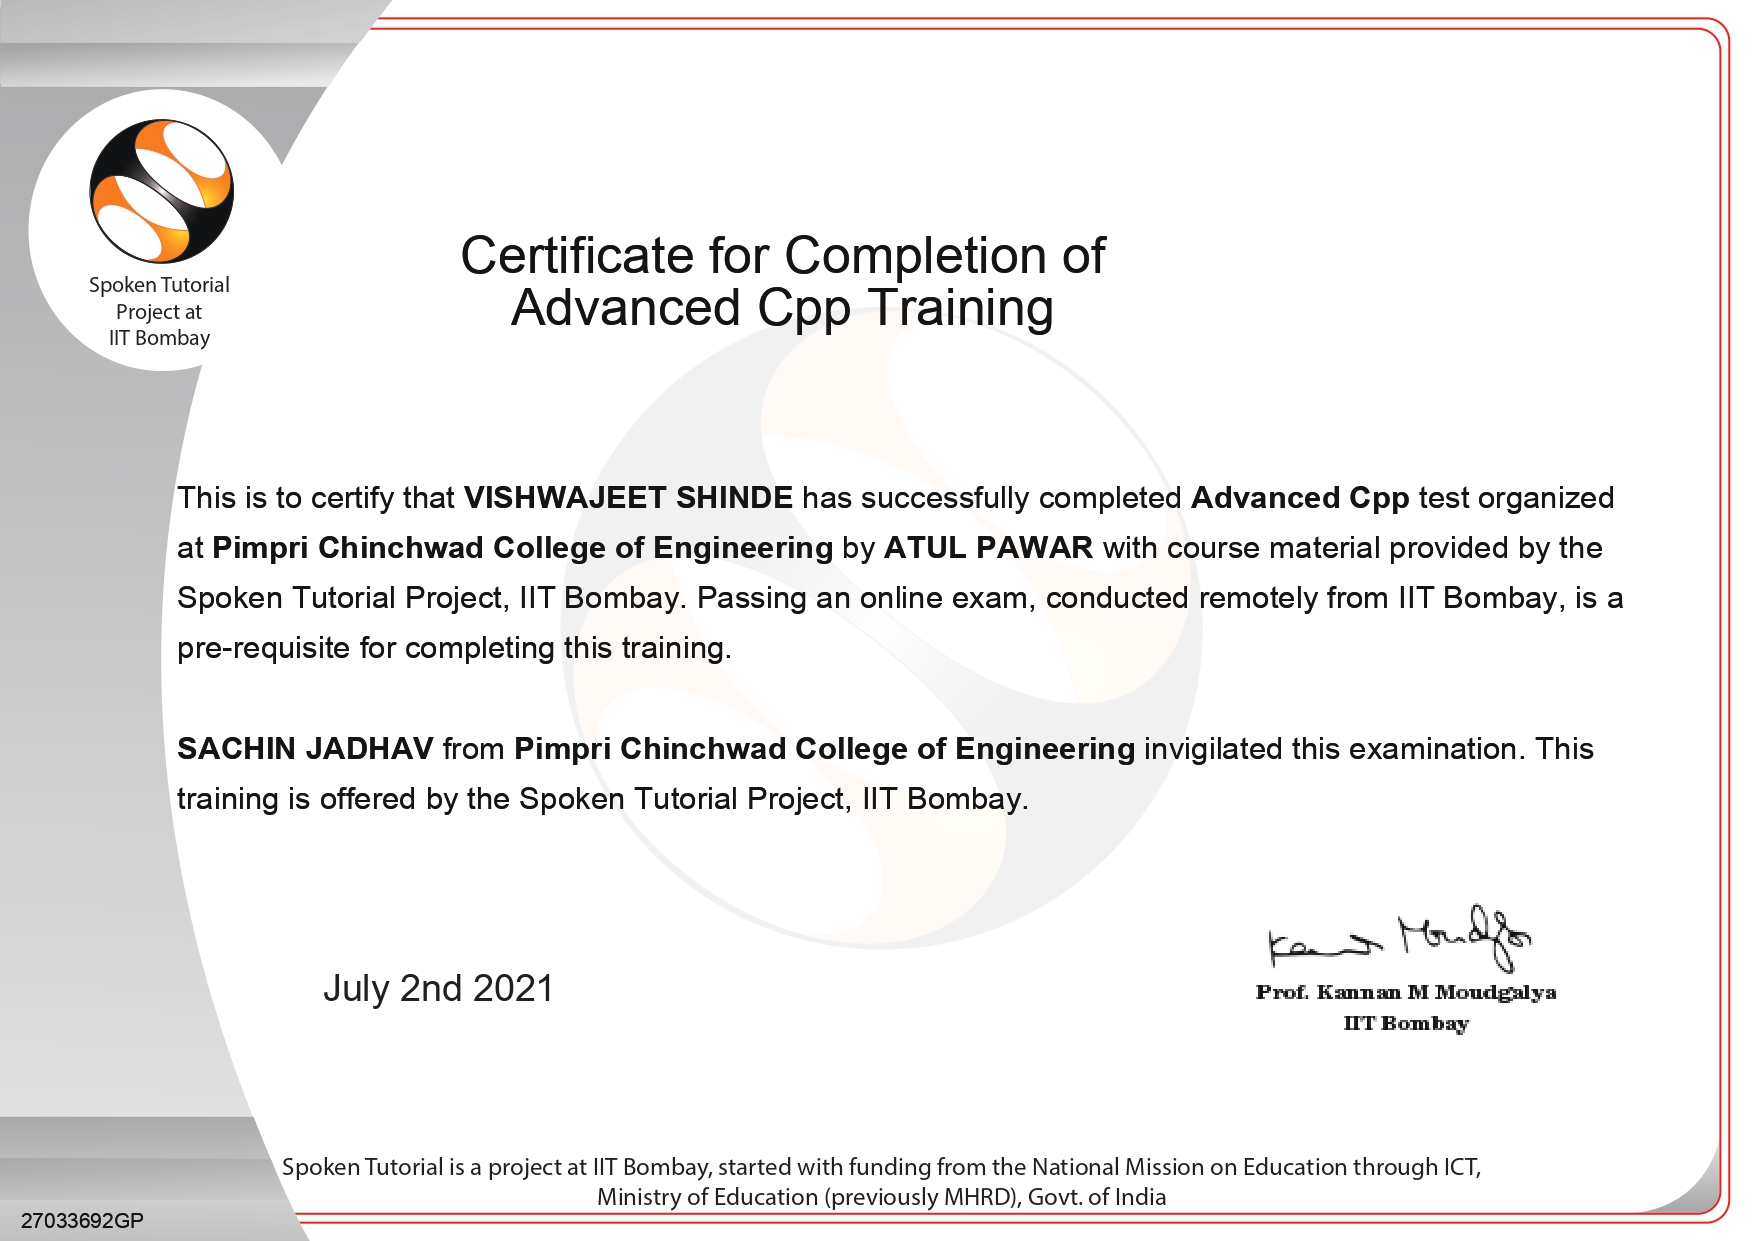 Spoken Tutorial
Project at
IIT Bombay
Certificate for Completion of
Advanced Cpp Training
This is to certify that VISHWAJEET SHINDE has successfully completed Advanced Cpp test organized
at Pimpri Chinchwad College of Engineering by ATUL PAWAR with course material provided by the
Spoken Tutorial Project, IIT Bombay. Passing an online exam, conducted remotely from IIT Bombay, is a
pre-requisite for completing this training.
SACHIN JADHAV from Pimpri Chinchwad College of Engineering invigilated this examination. This
training is offered by the Spoken Tutorial Project, IIT Bombay.
July 2nd 2021
Kannan Moudgalya
Prof. Kannan M Moudgalya
IIT Bombay
Spoken Tutorial is a project at IIT Bombay, started with funding from the National Mission on Education through ICT,
Ministry of Education (previously MHRD), Govt. of India
27033692GP